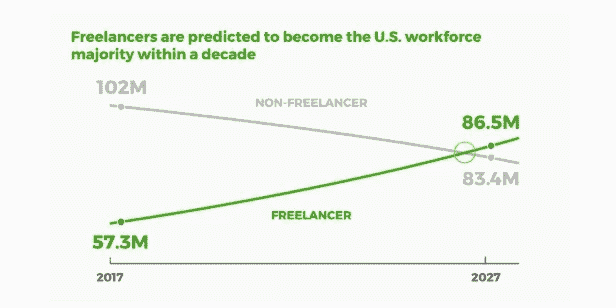 Freelancers are predicted to become the U.S. workforce
majority within a decade
102M
NON-FREELANCER
86.5M
83.4M
FREELANCER
57.3M
2017
2027